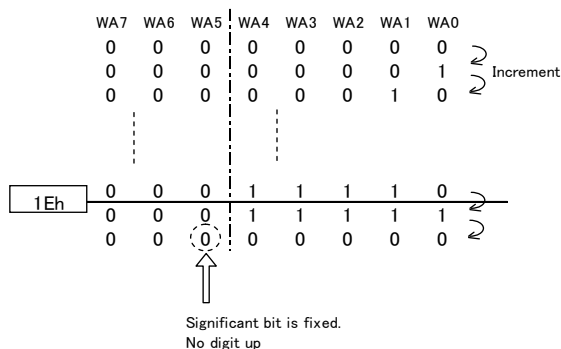 WA7 WA6 WA5 WA4 WA3 WA2 WA1 WA0
0 0 0 0 0 0 0 0
0 0 0 0 0 0 0 1 Increment
0 0 0 0 0 0 1 0
1Eh 0 0 0 1 1 1 1 0
0 0 0 1 1 1 1 1
0 0 0 0 0 0 0 0
Significant bit is fixed.
No digit up